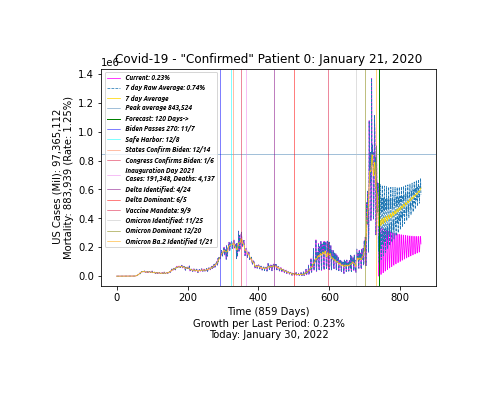 Covid-19 - "Confirmed" Patient 0: January 21, 2020
1e6
1.4
1.2
1.0
0.8
0.6
0.4
0.2
0.0
US Cases (Mil): 97,365,112
Mortality: 883,939 (Rate: 1.25%)
Current: 0.23%
7 day Raw Average: 0.74%
7 day Average
Peak average 843,524
Forecast: 120 Days->
Biden Passes 270: 11/7
Safe Harbor: 12/8
States Confirm Biden: 12/14
Congress Confirms Biden: 1/6
Inauguration Day 2021
Cases: 191,348, Deaths: 4,137
Delta Identified: 4/24
Delta Dominant: 6/5
Vaccine Mandate: 9/9
Omicron Identified: 11/25
Omicron Dominant 12/20
Omicron Ba.2 Identified 1/21
0 200 400 600 800
Time (859 Days)
Growth per Last Period: 0.23%
Today: January 30, 2022